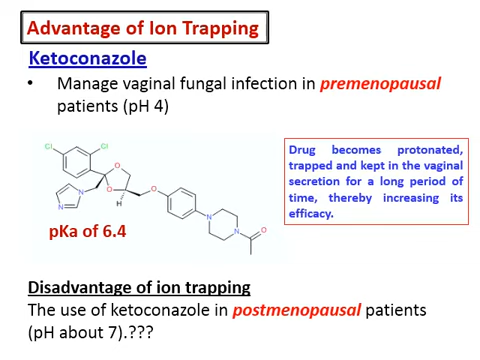 Advantage of Ion Trapping
Ketoconazole
• Manage vaginal fungal infection in premenopausal
patients (pH 4)
Cl
Cl
O
O
N
N
H
O
N
N
O
pKa of 6.4
Drug becomes protonated,
trapped and kept in the vaginal
secretion for a long period of
time, thereby increasing its
efficacy.
Disadvantage of ion trapping
The use of ketoconazole in postmenopausal patients
(pH about 7).???